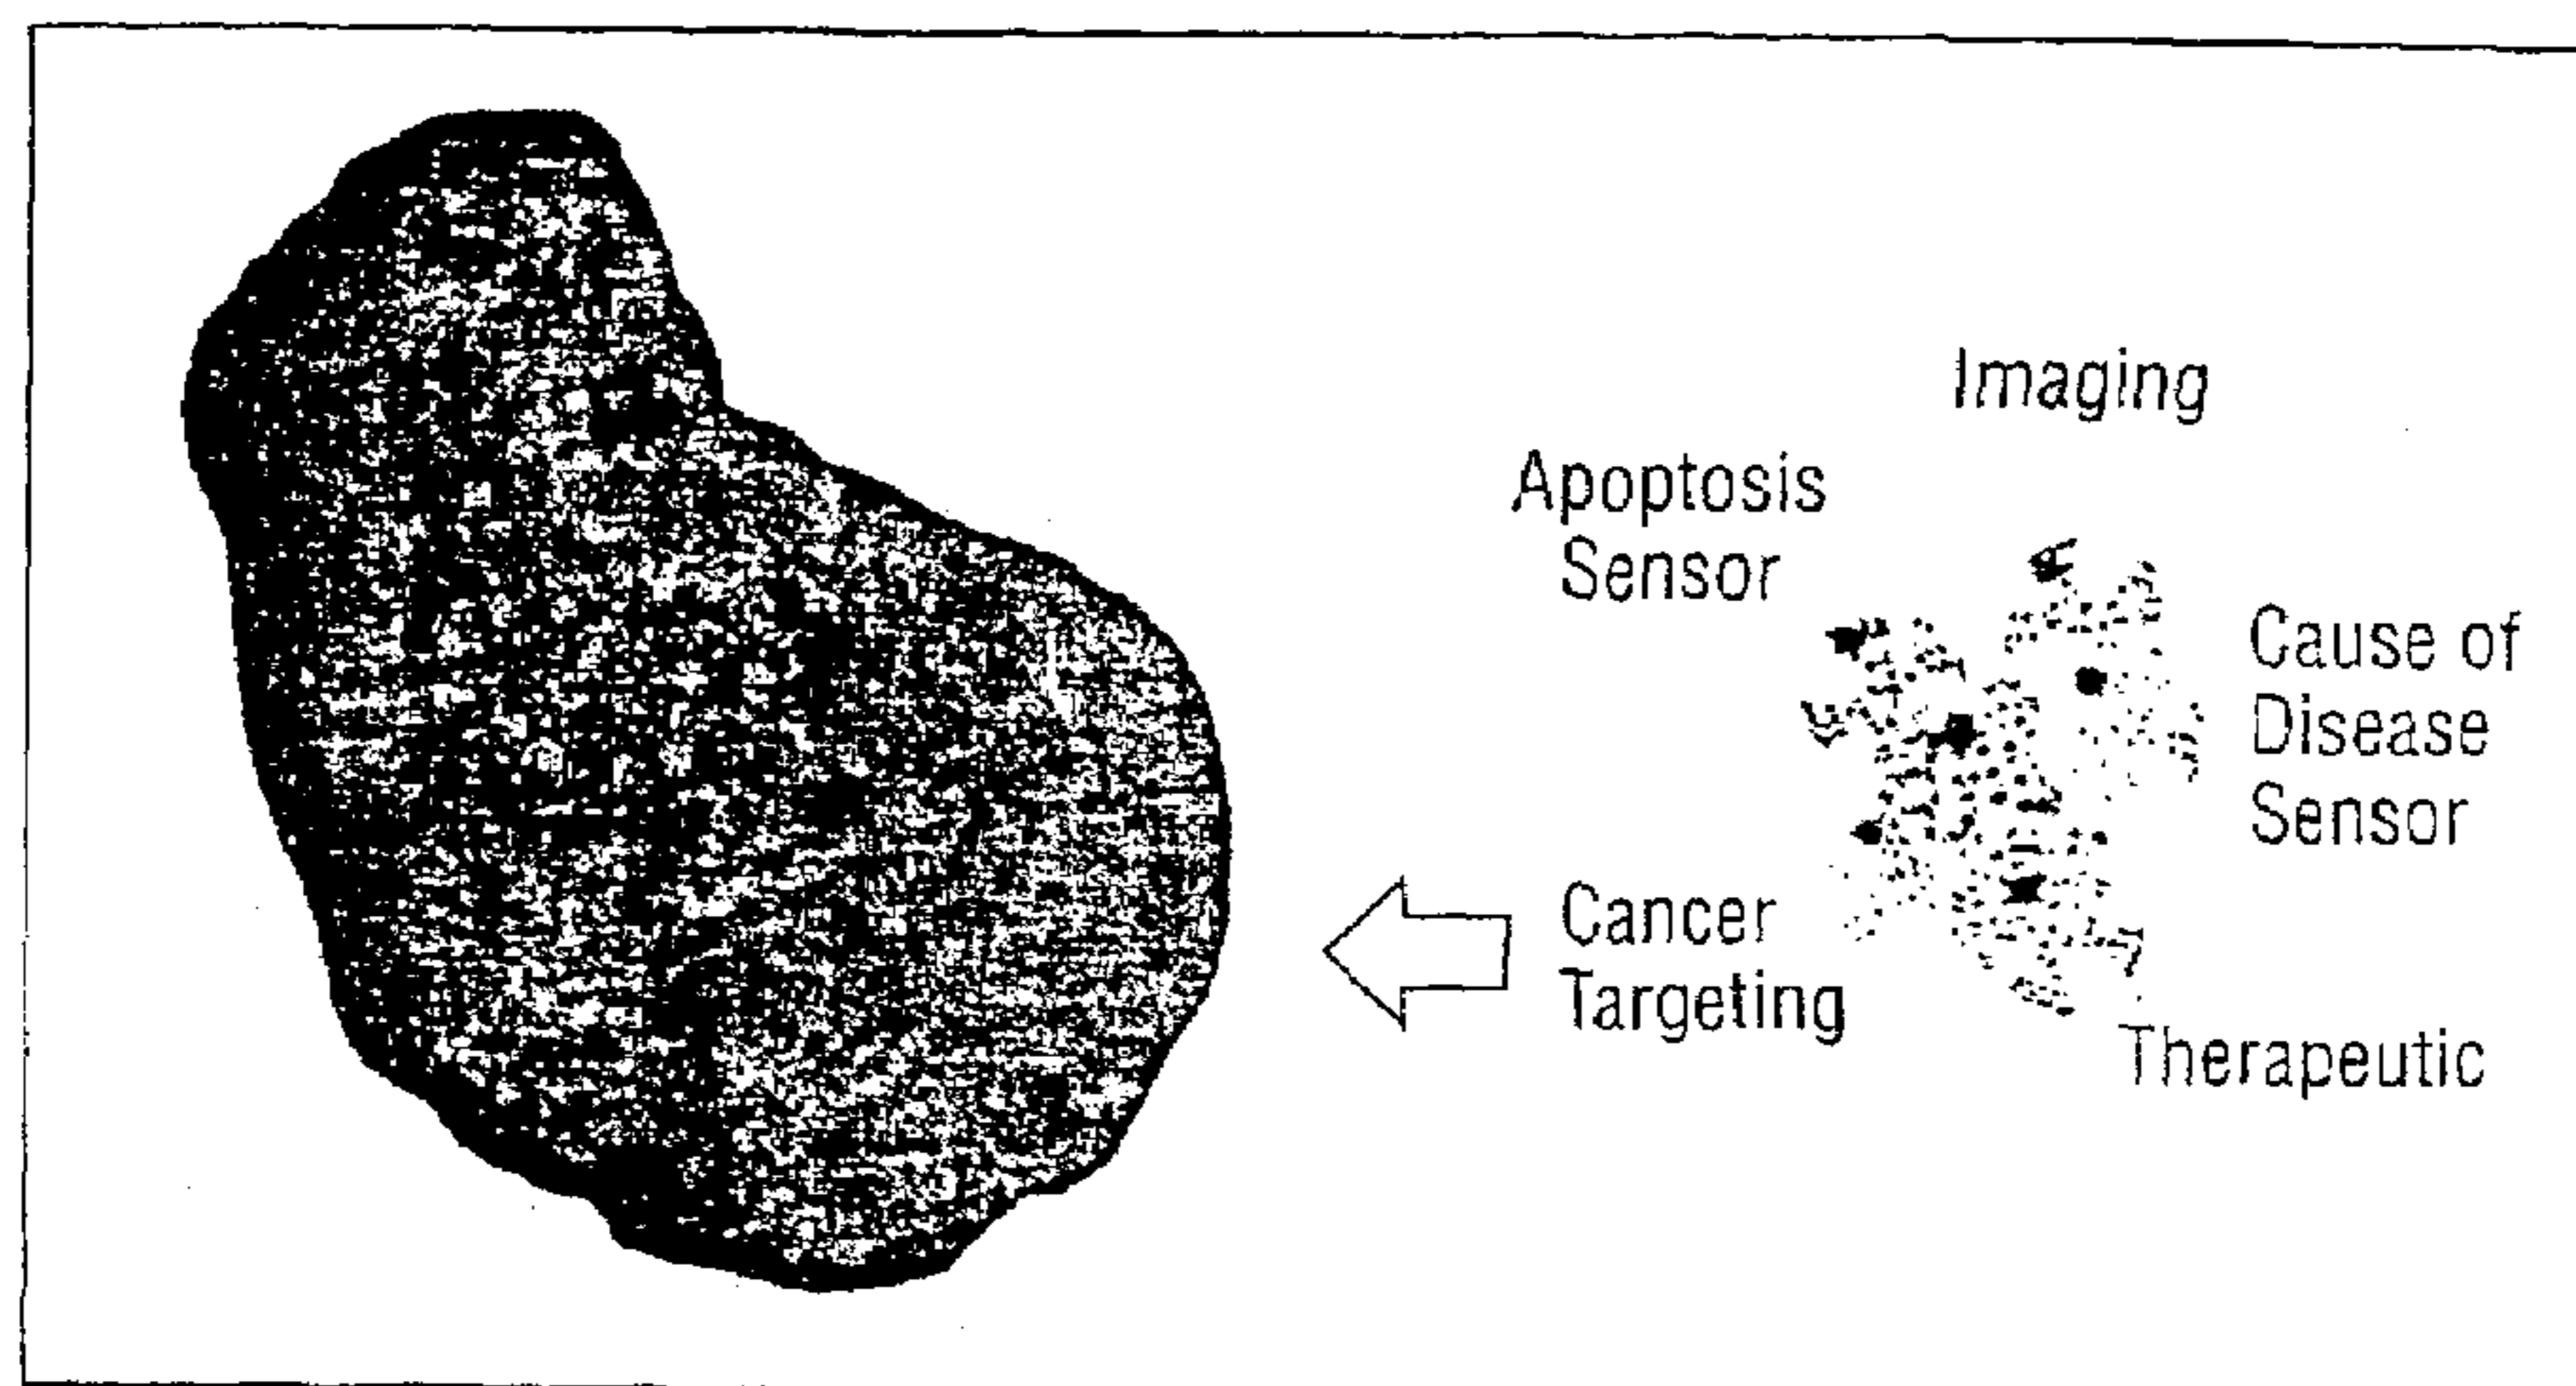 Imaging
Apoptosis
Sensor
Cause of
Disease
Sensor
Cancer
Targeting
Therapeutic